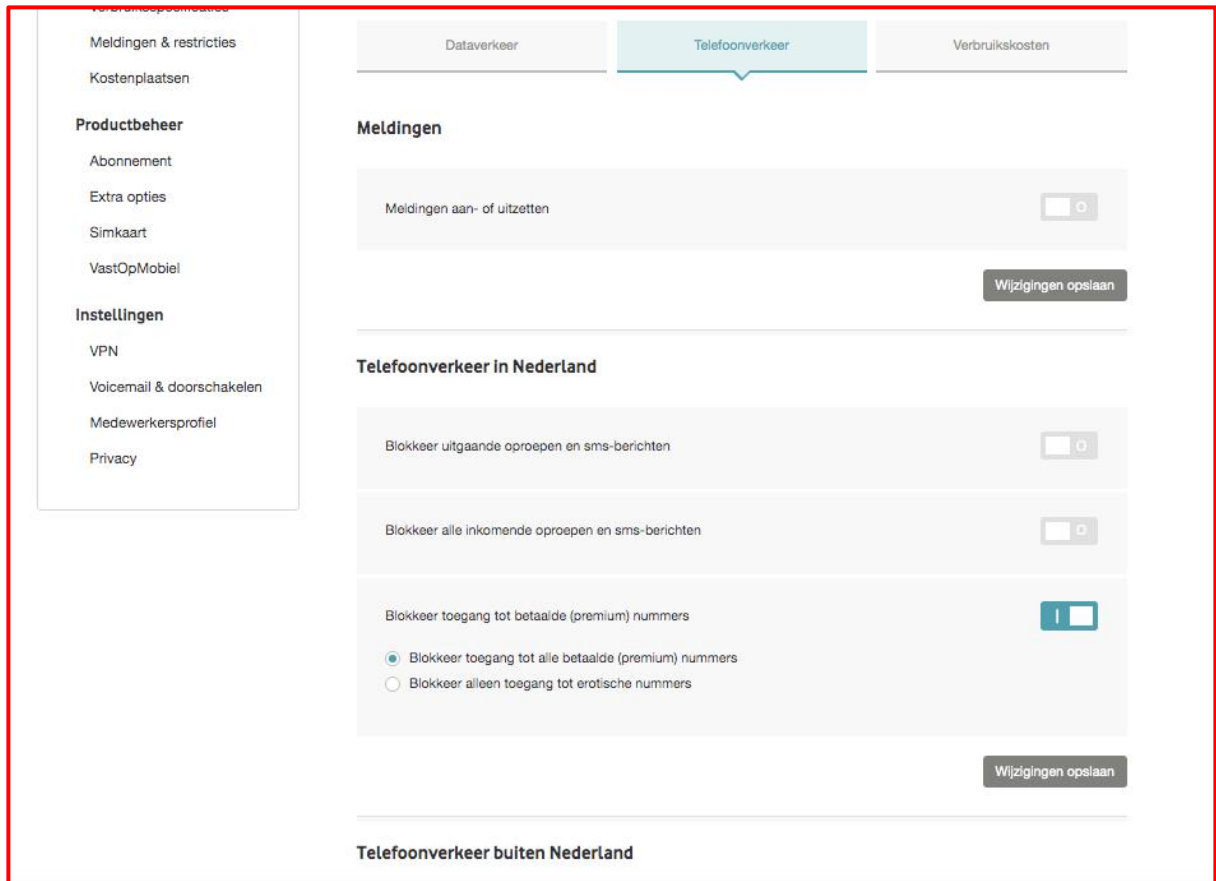 Meldingen & restricties
Kostenplaatsen
Productbeheer
Abonnement
Extra opties
Simkaart
VastOpMobiel
Instellingen
VPN
Voicemail & doorschakelen
Medewerkersprofiel
Privacy
Dataverkeer
Telefoonverkeer
Verbruikskosten
Meldingen
Meldingen aan- of uitzetten
Wijzigingen opslaan
Telefoonverkeer in Nederland
Blokkeer uitgaande oproepen en sms-berichten
Blokkeer alle inkomende oproepen en sms-berichten
Blokkeer toegang tot betaalde (premium) nummers
Blokkeer toegang tot alle betaalde (premium) nummers
Blokkeer alleen toegang tot erotische nummers
Wijzigingen opslaan
Telefoonverkeer buiten Nederland